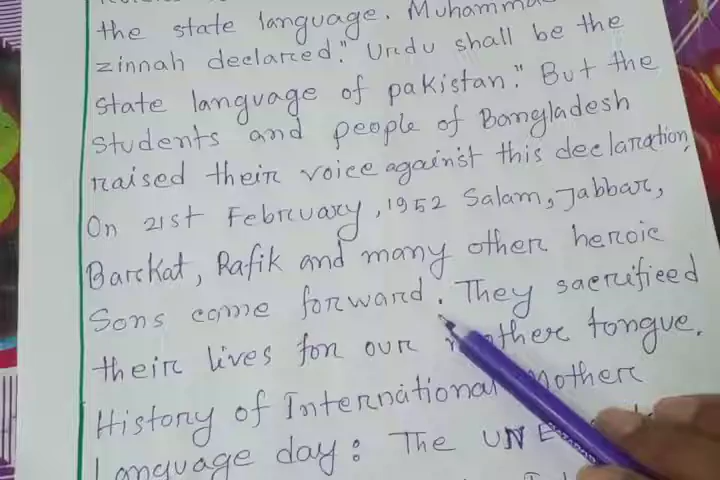 the state language. Muhammad
zinnah declared." Urdu shall be the
state language of pakistan." But the
students and people of Bangladesh
raised their voice against this declaration,
On 21st February, 1952 Salam, Jabbar,
Barkat, Rafik and many other heroic
Sons come forward. They sacrificed
their lives for our mother tongue.
History of International Mother
Language day: The